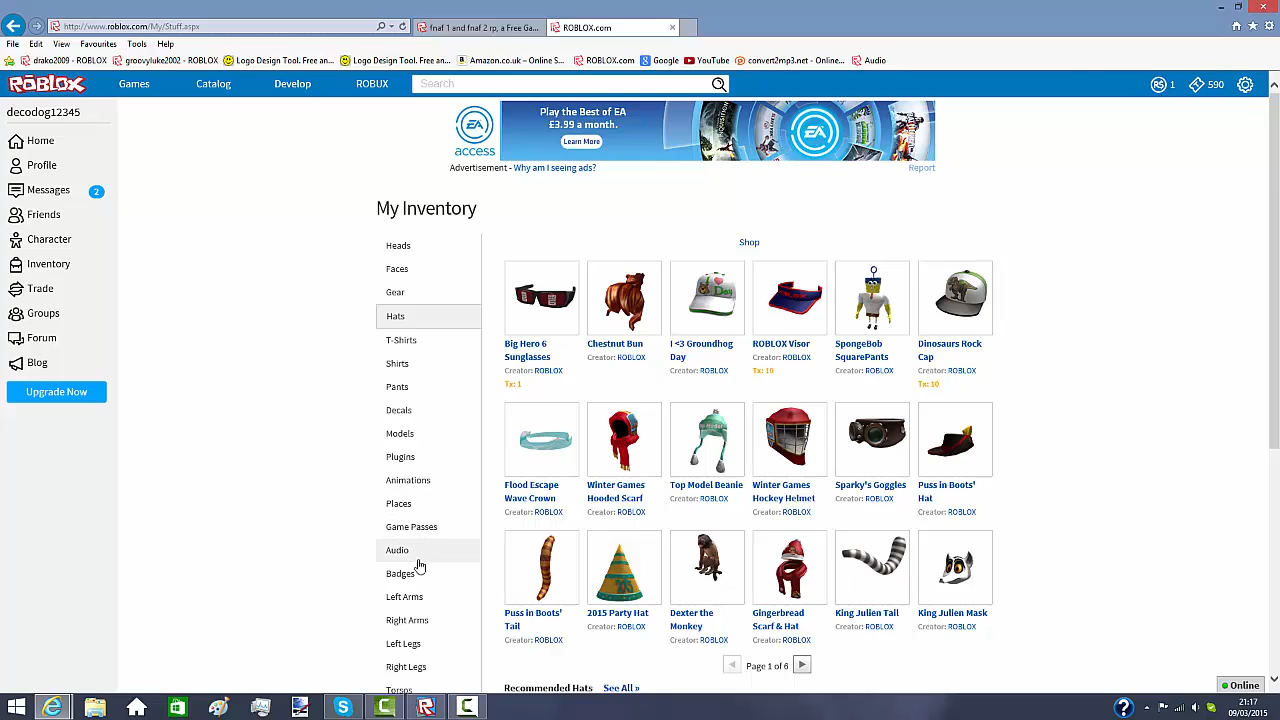 http://www.roblox.com/My/Stuff.aspx
fnaf 1 and fnaf 2 rp, a Free Ga...
ROBLOX.com
File Edit View Favourites Tools Help
drako2009 - ROBLOX
groovyluke2002 - ROBLOX
Logo Design Tool. Free an...
Logo Design Tool. Free an...
Amazon.co.uk – Online S...
ROBLOX.com
Google
YouTube
convert2mp3.net - Online...
Audio
ROBLOX
Games
Catalog
Develop
ROBUX
Search
1
590
decodog12345
Home
Profile
Messages 2
Friends
Character
Inventory
Trade
Groups
Forum
Blog
Upgrade Now
EA
access
Play the Best of EA
£3.99 a month.
Learn More
EA
Advertisement - Why am I seeing ads?
Report
My Inventory
Heads
Faces
Gear
Hats
T-Shirts
Shirts
Pants
Decals
Models
Plugins
Animations
Places
Game Passes
Audio
Badges
Left Arms
Right Arms
Left Legs
Right Legs
Torsos
Shop
Big Hero 6
Sunglasses
Creator: ROBLOX
Tx: 1
Chestnut Bun
Creator: ROBLOX
I <3 Groundhog
Day
Creator: ROBLOX
ROBLOX Visor
Creator: ROBLOX
Tx: 10
SpongeBob
SquarePants
Creator: ROBLOX
Dinosaurs Rock
Cap
Creator: ROBLOX
Tx: 10
Flood Escape
Wave Crown
Creator: ROBLOX
Winter Games
Hooded Scarf
Creator: ROBLOX
Top Model Beanie
Creator: ROBLOX
Winter Games
Hockey Helmet
Creator: ROBLOX
Sparky's Goggles
Creator: ROBLOX
Puss in Boots'
Hat
Creator: ROBLOX
Puss in Boots'
Tail
Creator: ROBLOX
2015 Party Hat
Creator: ROBLOX
Dexter the
Monkey
Creator: ROBLOX
Gingerbread
Scarf & Hat
Creator: ROBLOX
King Julien Tail
Creator: ROBLOX
King Julien Mask
Creator: ROBLOX
Page 1 of 6
Recommended Hats See All »
Online
21:17
09/03/2015